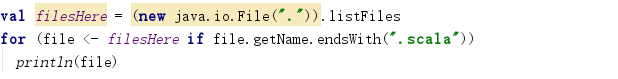 val filesHere = (new java.io.File(".")).listFiles
for (file <- filesHere if file.getName.endsWith(".scala"))
  println(file)